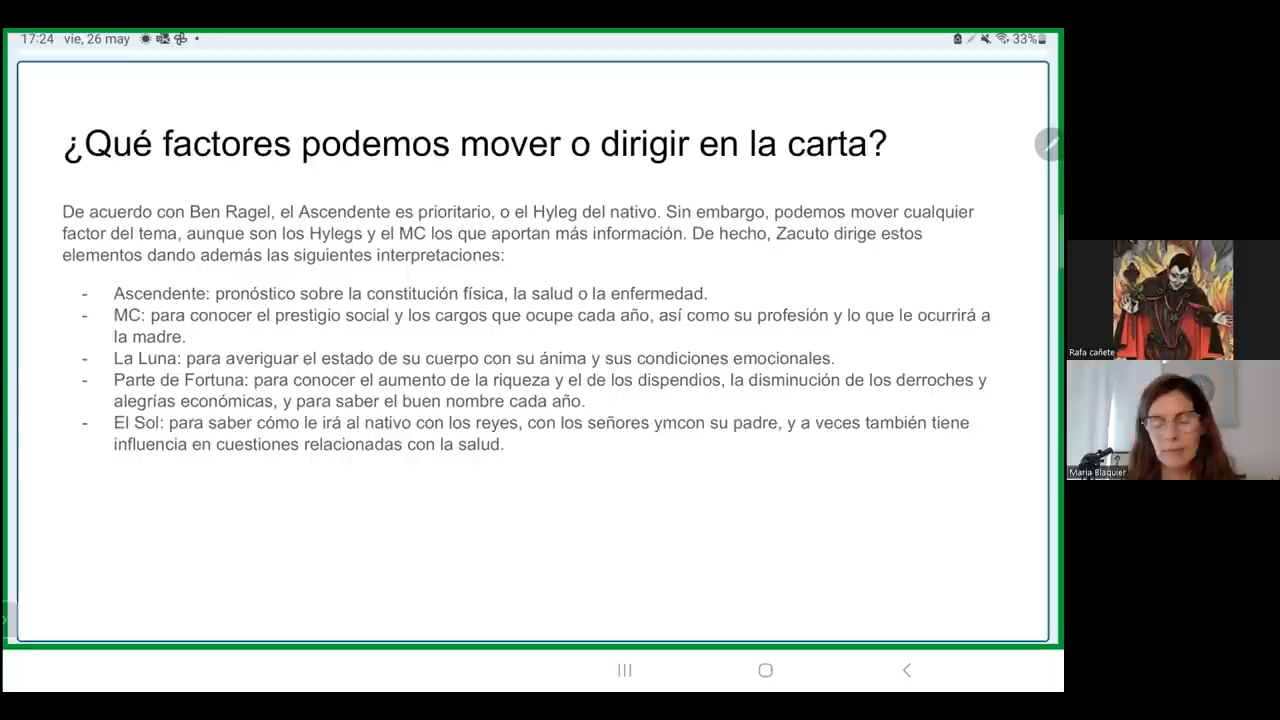 17:24 vie, 26 may
33%
¿Qué factores podemos mover o dirigir en la carta?
De acuerdo con Ben Ragel, el Ascendente es prioritario, o el Hyleg del nativo. Sin embargo, podemos mover cualquier
factor del tema, aunque son los Hylegs y el MC los que aportan más información. De hecho, Zacuto dirige estos
elementos dando además las siguientes interpretaciones:
- Ascendente: pronóstico sobre la constitución física, la salud o la enfermedad.
- MC: para conocer el prestigio social y los cargos que ocupe cada año, así como su profesión y lo que le ocurrirá a
la madre.
- La Luna: para averiguar el estado de su cuerpo con su ánima y sus condiciones emocionales.
- Parte de Fortuna: para conocer el aumento de la riqueza y el de los dispendios, la disminución de los derroches y
alegrías económicas, y para saber el buen nombre cada año.
- El Sol: para saber cómo le irá al nativo con los reyes, con los señores ymcon su padre, y a veces también tiene
influencia en cuestiones relacionadas con la salud.
Rafa cañete
Maria Blaquier